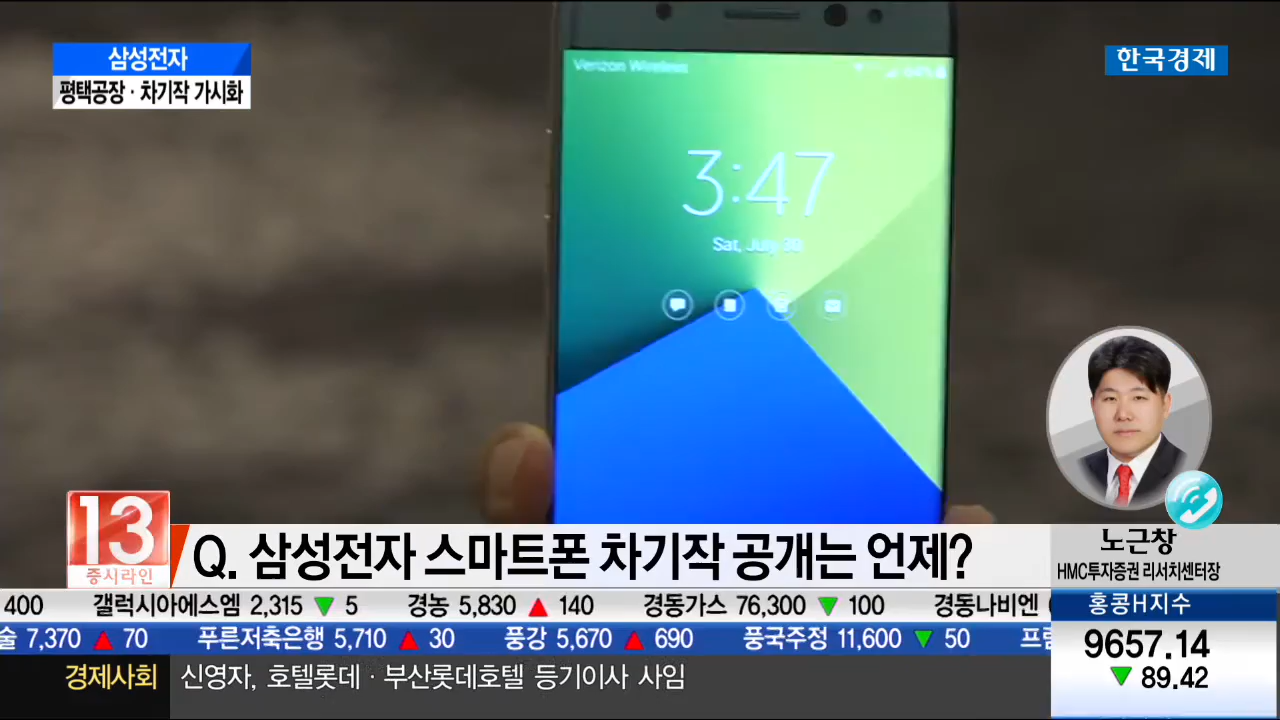 삼성전자
평택공장·차기작 가시화
한국경제
Verizon Wireless
3:47
Sat, July 30
13
증시라인
Q. 삼성전자 스마트폰 차기작 공개는 언제?
노근창
HMC투자증권 리서치센터장
400 갤럭시아에스엠 2,315 ▼ 5 경농 5,830 ▲ 140 경동가스 76,300 ▼ 100 경동나비엔
술 7,370 ▲ 70 푸른저축은행 5,710 ▲ 30 풍강 5,670 ▲ 690 풍국주정 11,600 ▼ 50
홍콩H지수
9657.14
▼ 89.42
경제사회 신영자, 호텔롯데·부산롯데호텔 등기이사 사임